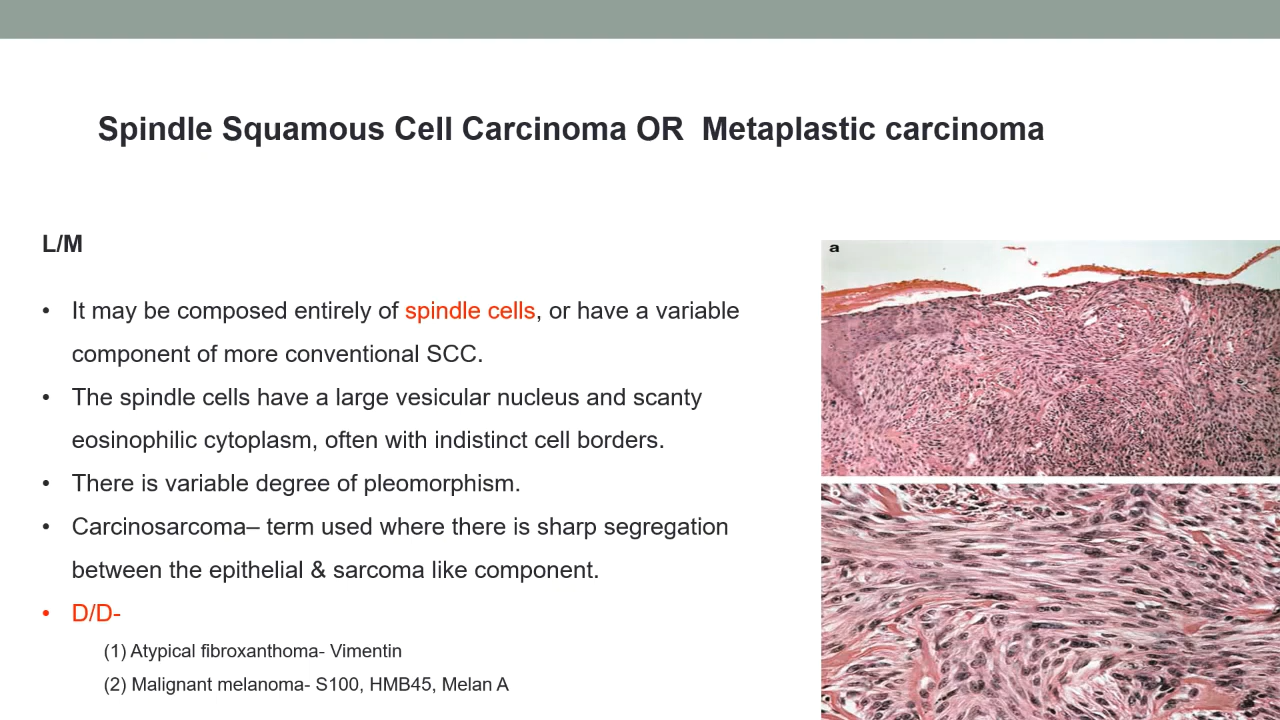 Spindle Squamous Cell Carcinoma OR  Metaplastic carcinoma
L/M
• It may be composed entirely of spindle cells, or have a variable
component of more conventional SCC.
• The spindle cells have a large vesicular nucleus and scanty
eosinophilic cytoplasm, often with indistinct cell borders.
• There is variable degree of pleomorphism.
• Carcinosarcoma– term used where there is sharp segregation
between the epithelial & sarcoma like component.
• D/D-
(1) Atypical fibroxanthoma- Vimentin
(2) Malignant melanoma- S100, HMB45, Melan A
a